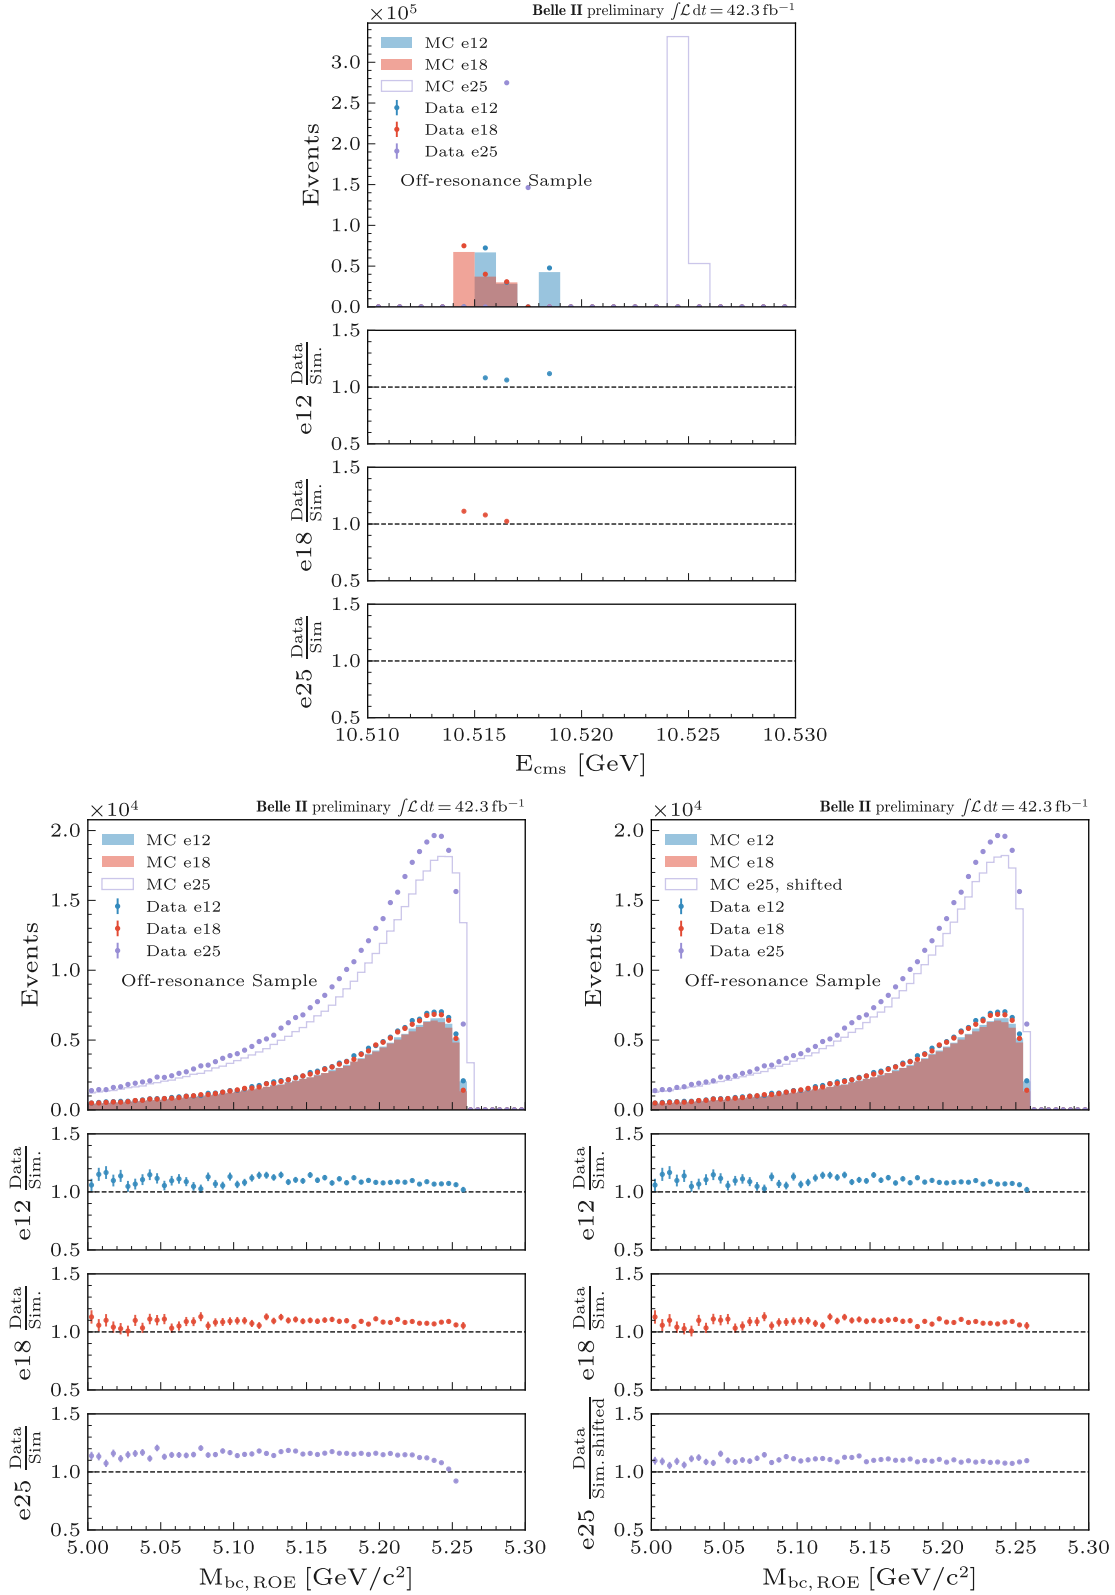 ×10⁵
Belle II preliminary ∫ℒ dt = 42.3 fb⁻¹
MC e12
MC e18
MC e25
Data e12
Data e18
Data e25
Off-resonance Sample
Events
3.0
2.5
2.0
1.5
1.0
0.5
0.0
e12 Data/Sim.
1.5
1.0
0.5
e18 Data/Sim.
1.5
1.0
0.5
e25 Data/Sim
1.5
1.0
0.5
10.510 10.515 10.520 10.525 10.530
E_cms [GeV]
×10⁴
Belle II preliminary ∫ℒ dt = 42.3 fb⁻¹
MC e12
MC e18
MC e25
Data e12
Data e18
Data e25
Off-resonance Sample
Events
2.0
1.5
1.0
0.5
0.0
e12 Data/Sim.
1.5
1.0
0.5
e18 Data/Sim.
1.5
1.0
0.5
e25 Data/Sim
1.5
1.0
0.5
5.00 5.05 5.10 5.15 5.20 5.25 5.30
M_bc, ROE [GeV/c²]
×10⁴
Belle II preliminary ∫ℒ dt = 42.3 fb⁻¹
MC e12
MC e18
MC e25, shifted
Data e12
Data e18
Data e25
Off-resonance Sample
Events
2.0
1.5
1.0
0.5
0.0
e12 Data/Sim.
1.5
1.0
0.5
e18 Data/Sim.
1.5
1.0
0.5
e25 Data/Sim.shifted
1.5
1.0
0.5
5.00 5.05 5.10 5.15 5.20 5.25 5.30
M_bc, ROE [GeV/c²]